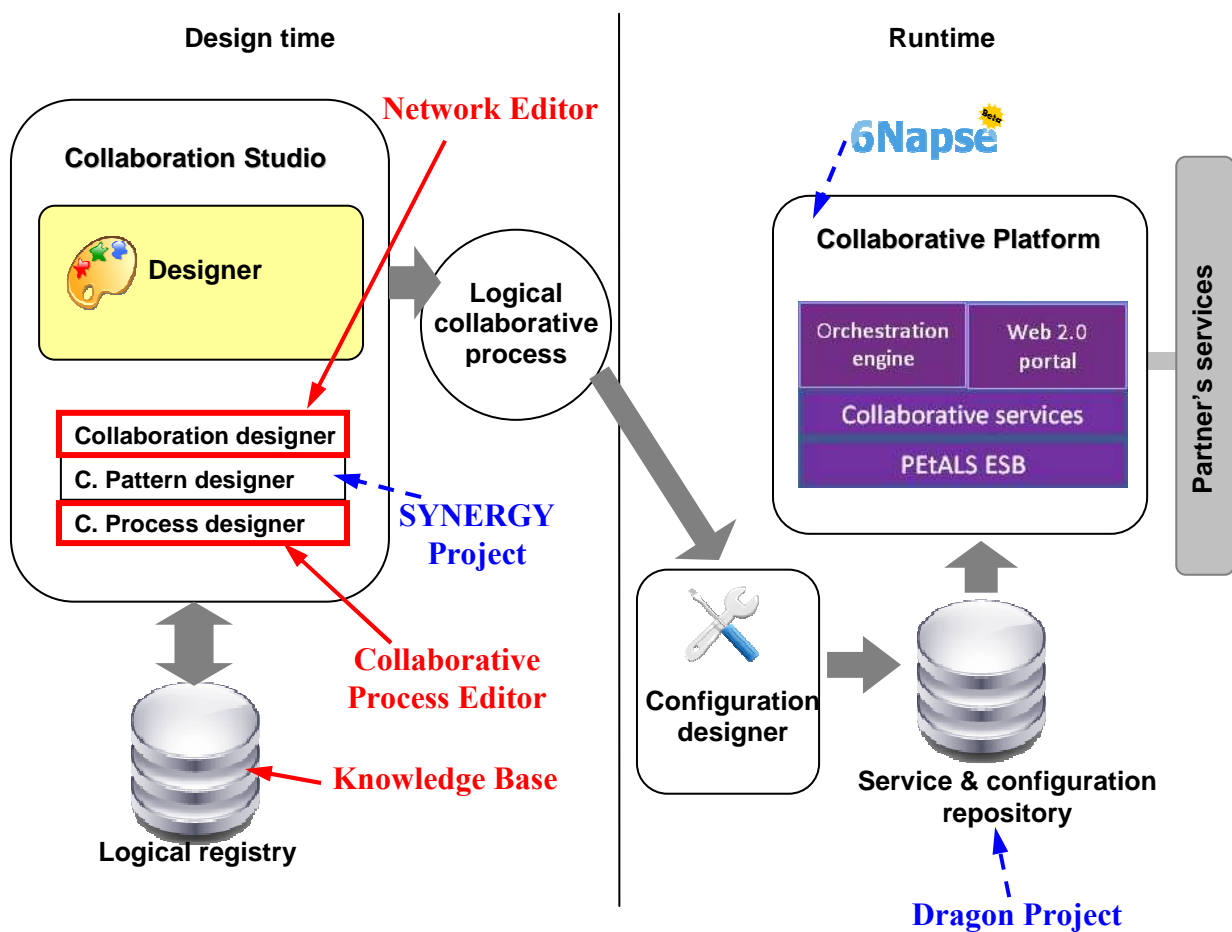 Design time
Runtime
Network Editor
Collaboration Studio
Designer
Collaboration designer
C. Pattern designer
C. Process designer
SYNERGY
Project
Collaborative
Process Editor
Knowledge Base
Logical registry
Logical
collaborative
process
6Napse
Beta
Collaborative Platform
Orchestration
engine
Web 2.0
portal
Collaborative services
PEtALS ESB
Partner's services
Configuration
designer
Service & configuration
repository
Dragon Project